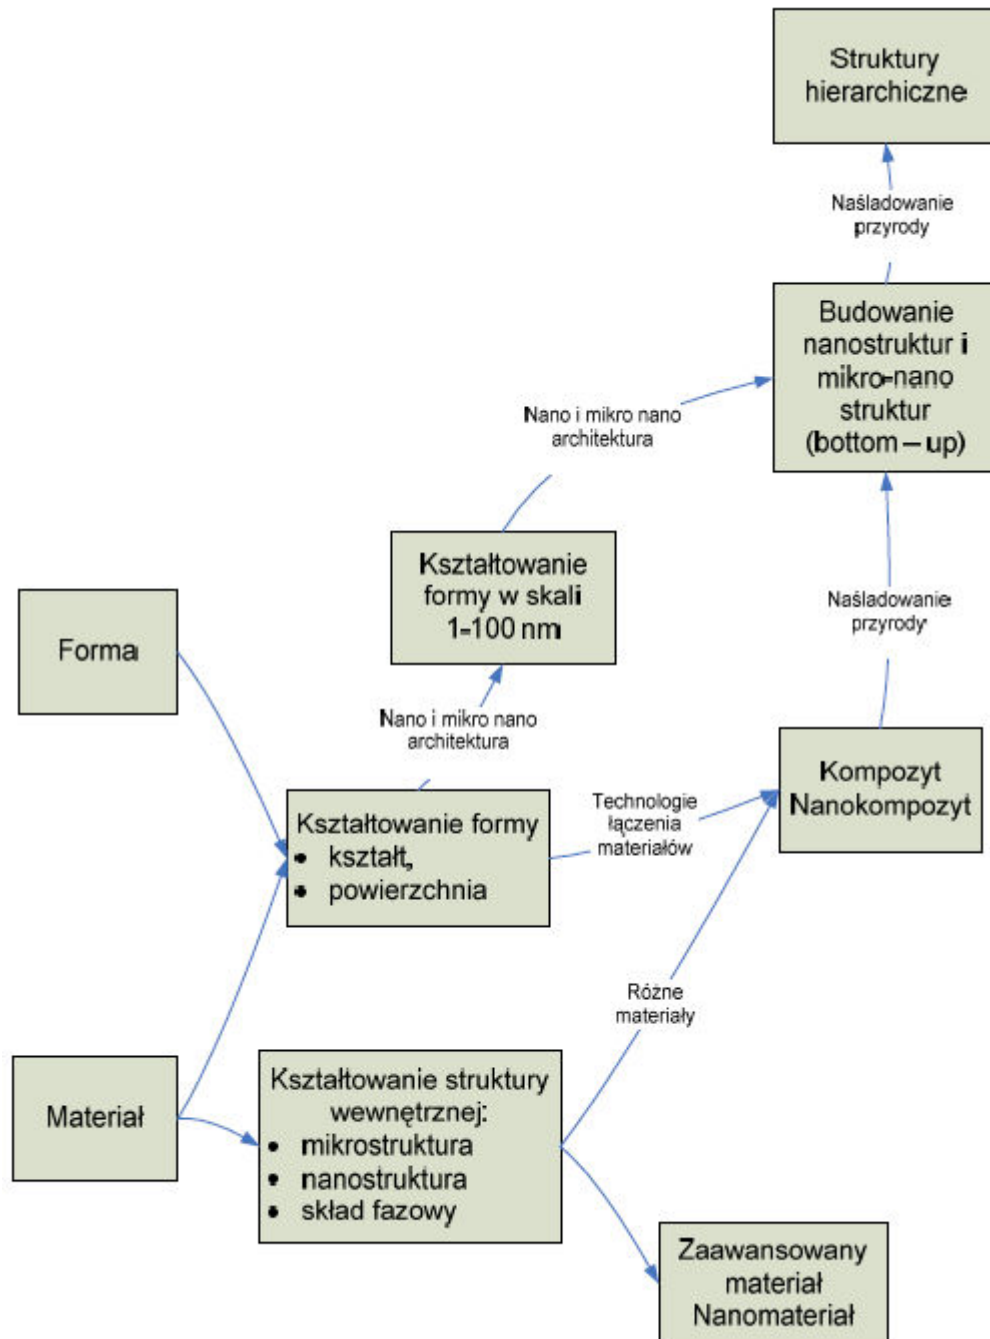 Struktury
hierarchiczne
Naśladowanie
przyrody
Budowanie
nanostruktur i
mikro-nano
struktur
(bottom – up)
Nano i mikro nano
architektura
Kształtowanie
formy w skali
1-100 nm
Naśladowanie
przyrody
Forma
Nano i mikro nano
architektura
Kompozyt
Nanokompozyt
Kształtowanie formy
• kształt,
• powierzchnia
Technologie
łączenia
materiałów
Różne
materiały
Materiał
Kształtowanie struktury
wewnętrznej:
• mikrostruktura
• nanostruktura
• skład fazowy
Zaawansowany
materiał
Nanomateriał